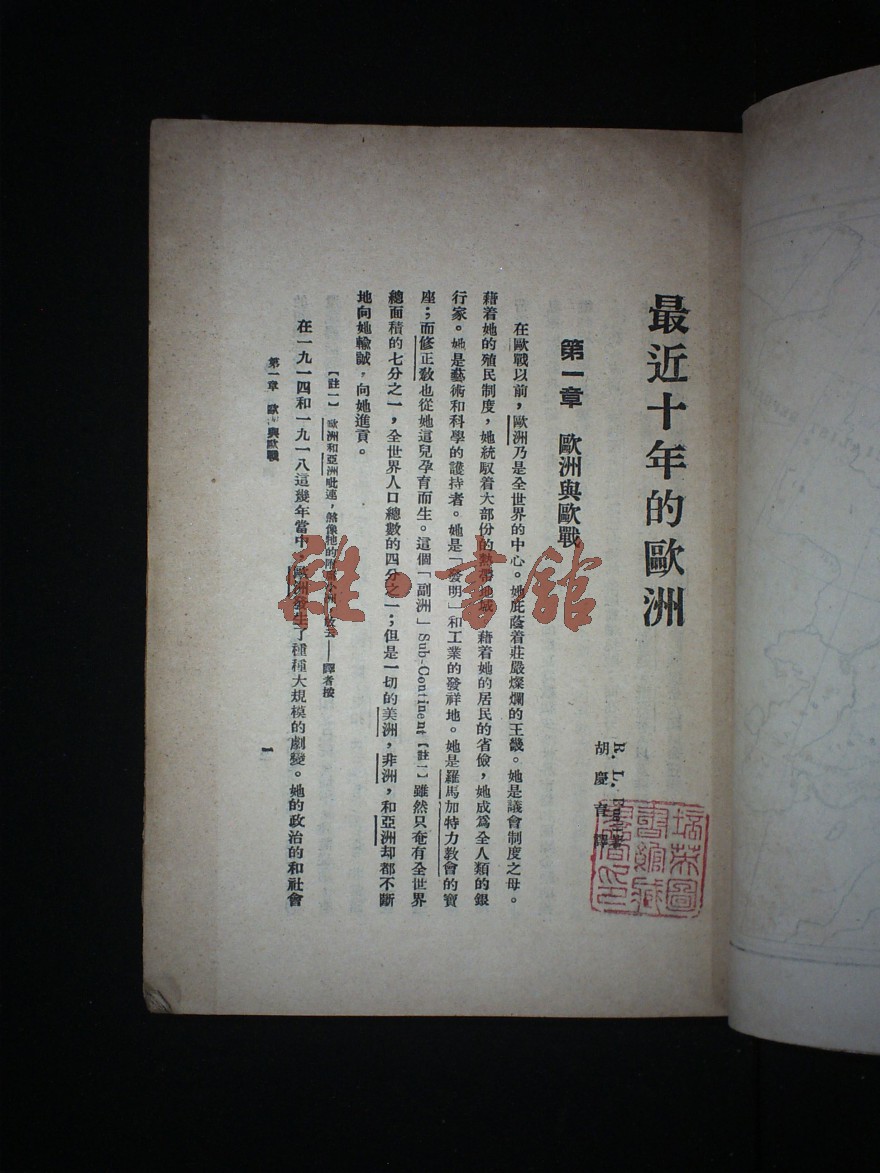 最近十年的歐洲
R. L.
胡慶育譯
第一章　歐洲與歐戰
在歐戰以前，歐洲乃是全世界的中心。她庇蔭着莊嚴燦爛的王畿。她是議會制度之母。
藉着她的殖民制度，她統馭着大部份的熱帶地域，藉着她的居民的省儉，她成爲全人類的銀
行家。她是藝術和科學的護持者。她是「發明」和工業的發祥地。她是羅馬加特力教會的寶
座；而修正教也從她這兒孕育而生。這個「副洲」Sub-Continent【註一】雖然只奄有全世界
總面積的七分之一，全世界人口總數的四分之一；但是一切的美洲，非洲，和亞洲却都不斷
地向她輸誠，向她進貢。
【註一】歐洲和亞洲毗連，然像牠的附 故云——譯者按
在一九一四和一九一八這幾年當中，歐洲發生了種種大規模的劇變。她的政治的和社會
第一章　歐洲與歐戰
一
雜·書館